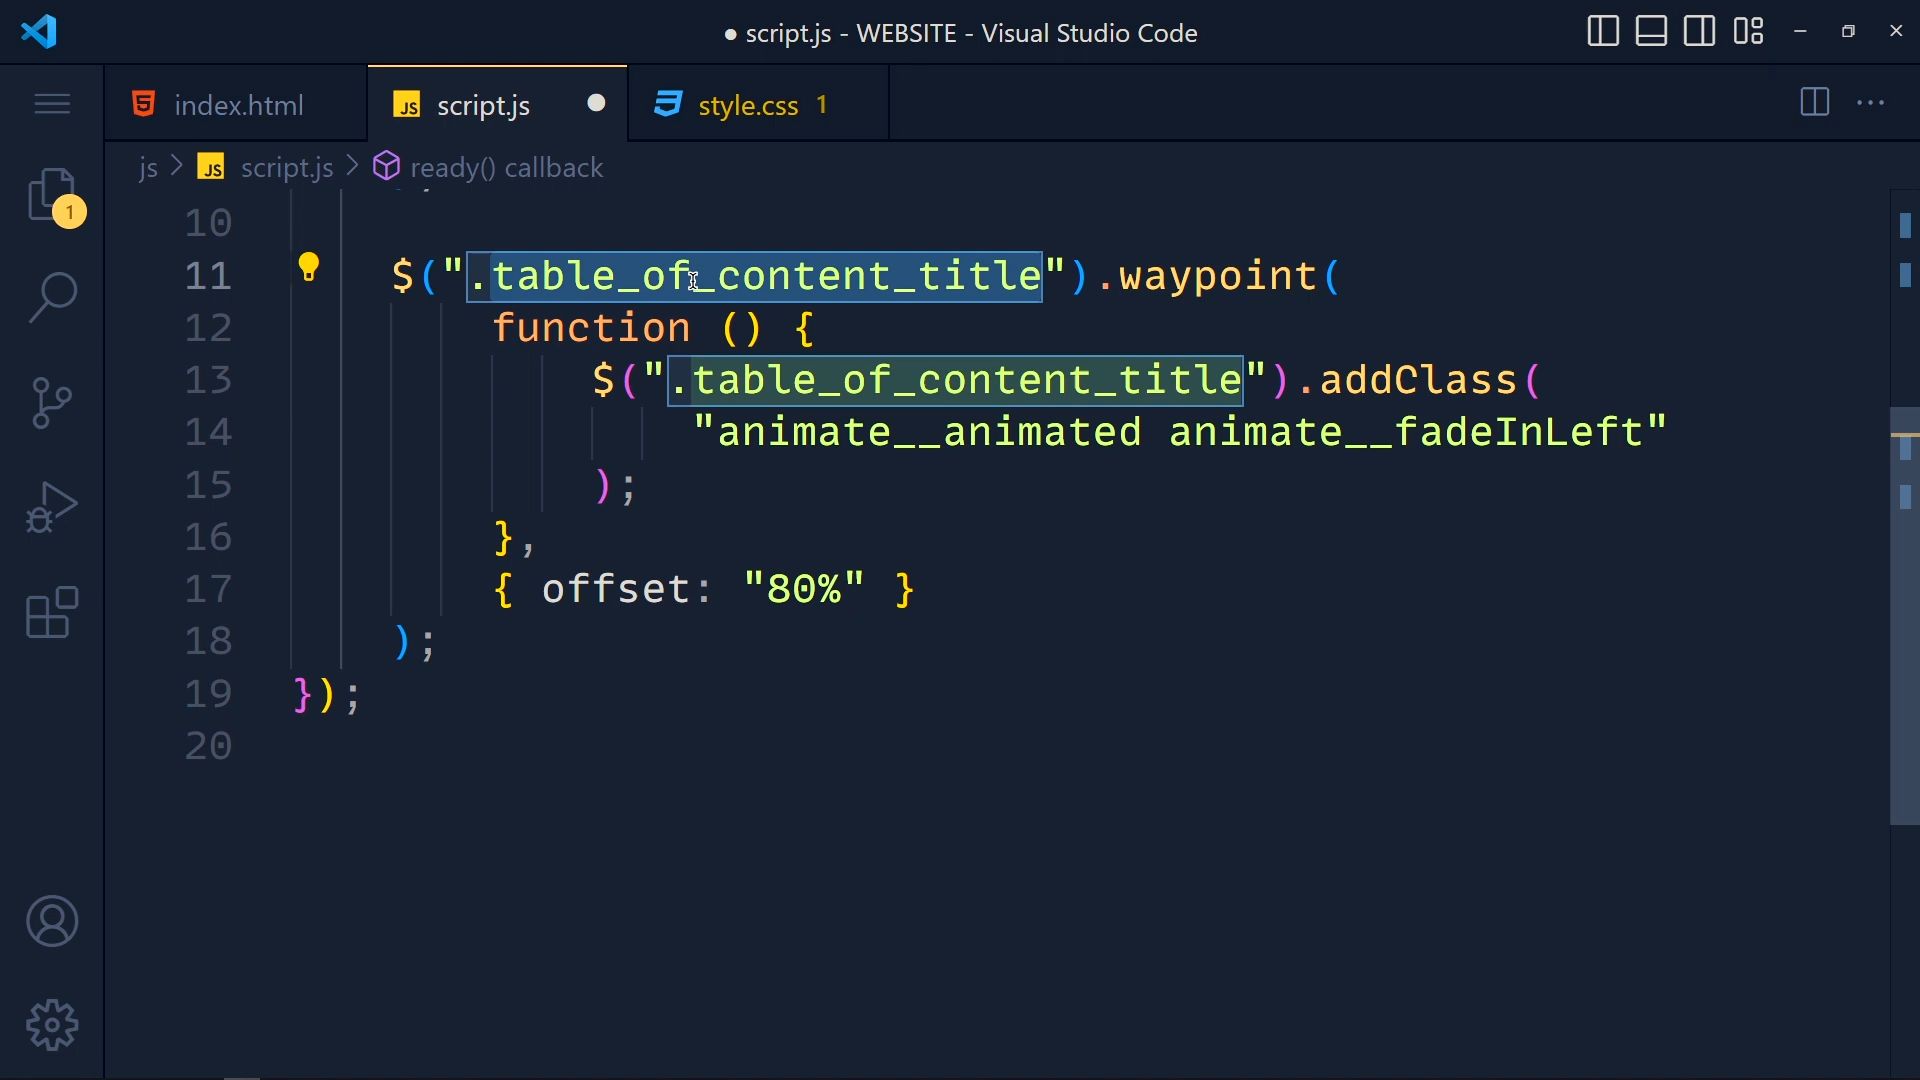 ● script.js - WEBSITE - Visual Studio Code
index.html
JS script.js
style.css 1
js > JS script.js > ready() callback
1
10
11 $(".table_of_content_title").waypoint(
12 function () {
13 $(".table_of_content_title").addClass(
14 "animate__animated animate__fadeInLeft"
15 );
16 },
17 { offset: "80%" }
18 );
19 });
20